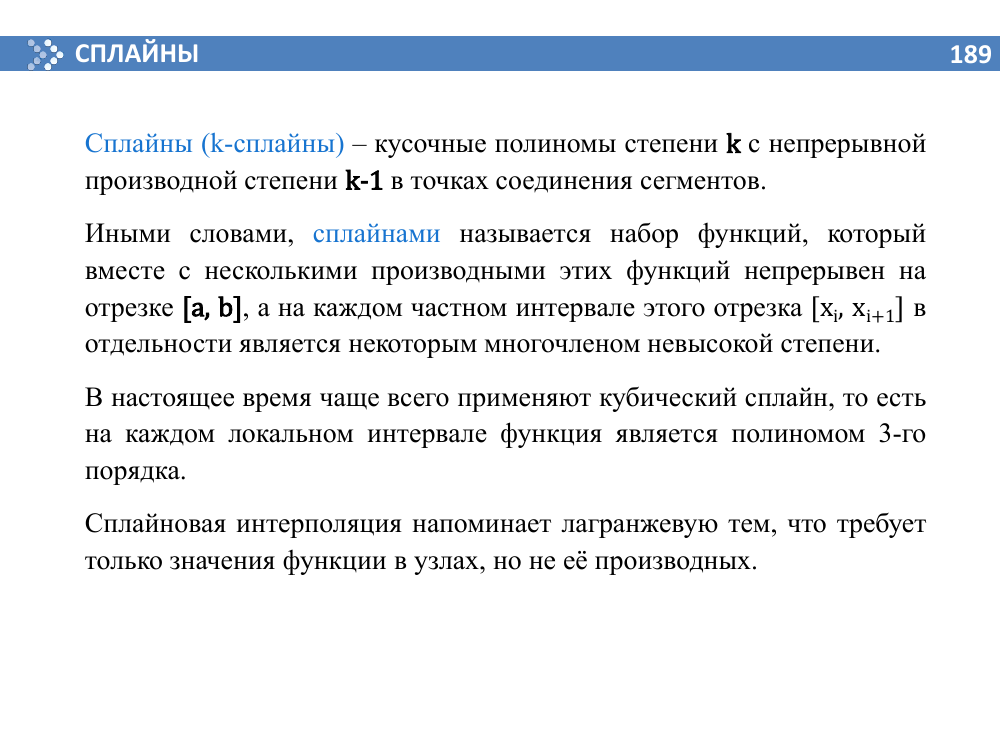 СПЛАЙНЫ
189
Сплайны (k-сплайны) – кусочные полиномы степени k с непрерывной
производной степени k-1 в точках соединения сегментов.
Иными словами, сплайнами называется набор функций, который
вместе с несколькими производными этих функций непрерывен на
отрезке [a, b], а на каждом частном интервале этого отрезка [xᵢ, xᵢ₊₁] в
отдельности является некоторым многочленом невысокой степени.
В настоящее время чаще всего применяют кубический сплайн, то есть
на каждом локальном интервале функция является полиномом 3-го
порядка.
Сплайновая интерполяция напоминает лагранжевую тем, что требует
только значения функции в узлах, но не её производных.